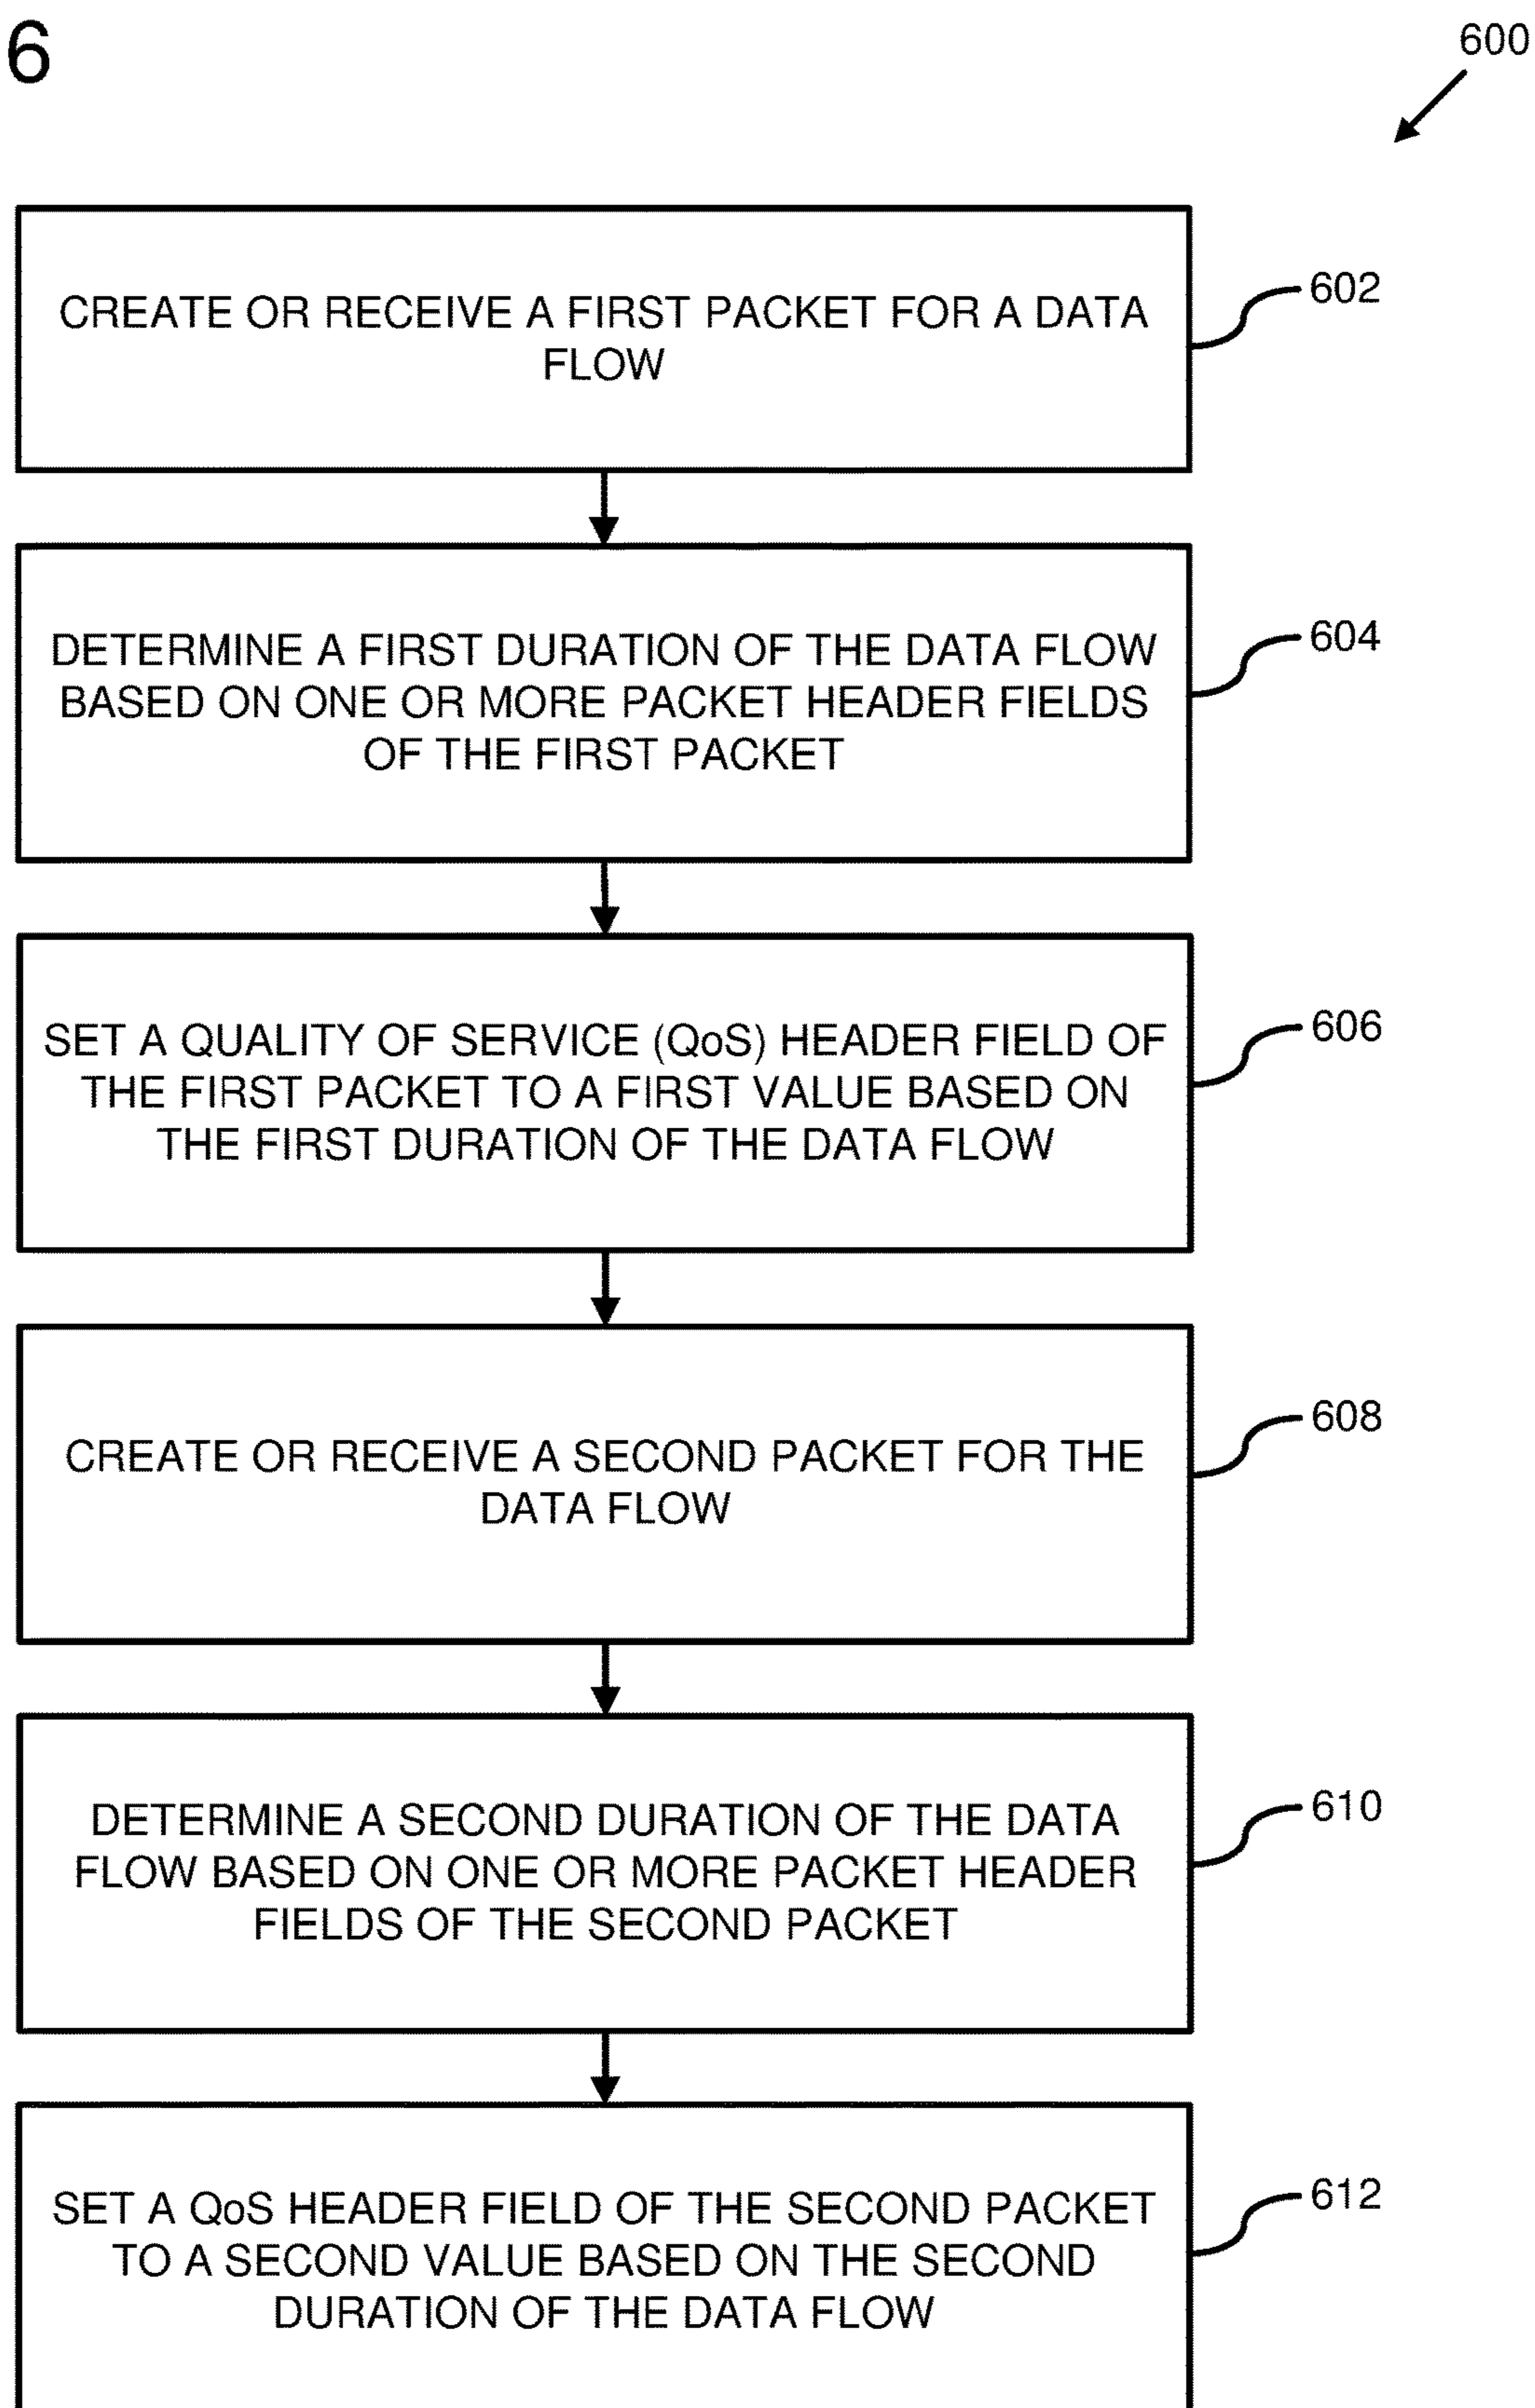 6
600
CREATE OR RECEIVE A FIRST PACKET FOR A DATA
FLOW
602
DETERMINE A FIRST DURATION OF THE DATA FLOW
BASED ON ONE OR MORE PACKET HEADER FIELDS
OF THE FIRST PACKET
604
SET A QUALITY OF SERVICE (QoS) HEADER FIELD OF
THE FIRST PACKET TO A FIRST VALUE BASED ON
THE FIRST DURATION OF THE DATA FLOW
606
CREATE OR RECEIVE A SECOND PACKET FOR THE
DATA FLOW
608
DETERMINE A SECOND DURATION OF THE DATA
FLOW BASED ON ONE OR MORE PACKET HEADER
FIELDS OF THE SECOND PACKET
610
SET A QoS HEADER FIELD OF THE SECOND PACKET
TO A SECOND VALUE BASED ON THE SECOND
DURATION OF THE DATA FLOW
612